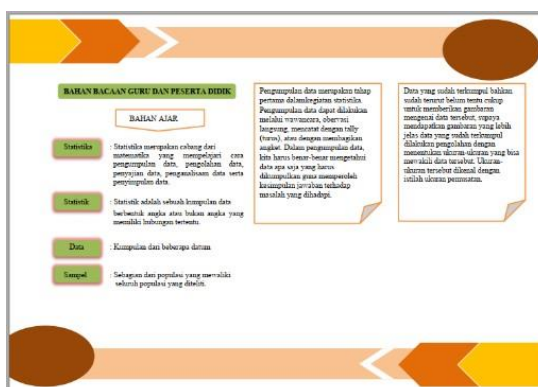 BAHAN BACAAN GURU DAN PESERTA DIDIK
BAHAN AJAR
Statistika : Statistika merupakan cabang dari
matematika yang mempelajari cara
pengumpulan data, pengolahan data,
penyajian data, penganalisaan data serta
penyimpulan data.
Statistik : Statistik adalah sebuah kumpulan data
berbentuk angka atau bukan angka yang
memiliki hubungan tertentu.
Data : Kumpulan dari beberapa datum
Sampel : Sebagian dari populasi yang mewaliki
seluruh populasi yang diteliti.
Pengumpulan data merupakan tahap
pertama dalamkegiatan statistika.
Pengumpulan data dapat dilakukan
melalui wawancara, obervasi
langsung, mencatat dengan tally
(turus), atau dengan membagikan
angket. Dalam pengumpulan data,
kita harus benar-benar mengetahui
data apa saja yang harus
dikumpulkan guna memperoleh
kesimpulan jawaban terhadap
masalah yang dihadapi.
Data yang sudah terkumpul bahkan
sudah terurut belum tentu cukup
untuk memberikan gambaran
mengenai data tersebut, supaya
mendapatkan gambaran yang lebih
jelas data yang sudah terkumpul
dilakukan pengolahan dengan
menentukan ukuran-ukuran yang bisa
mewakili data tersebut. Ukuran-
ukuran tersebut dikenal dengan
istilah ukuran pemusatan.